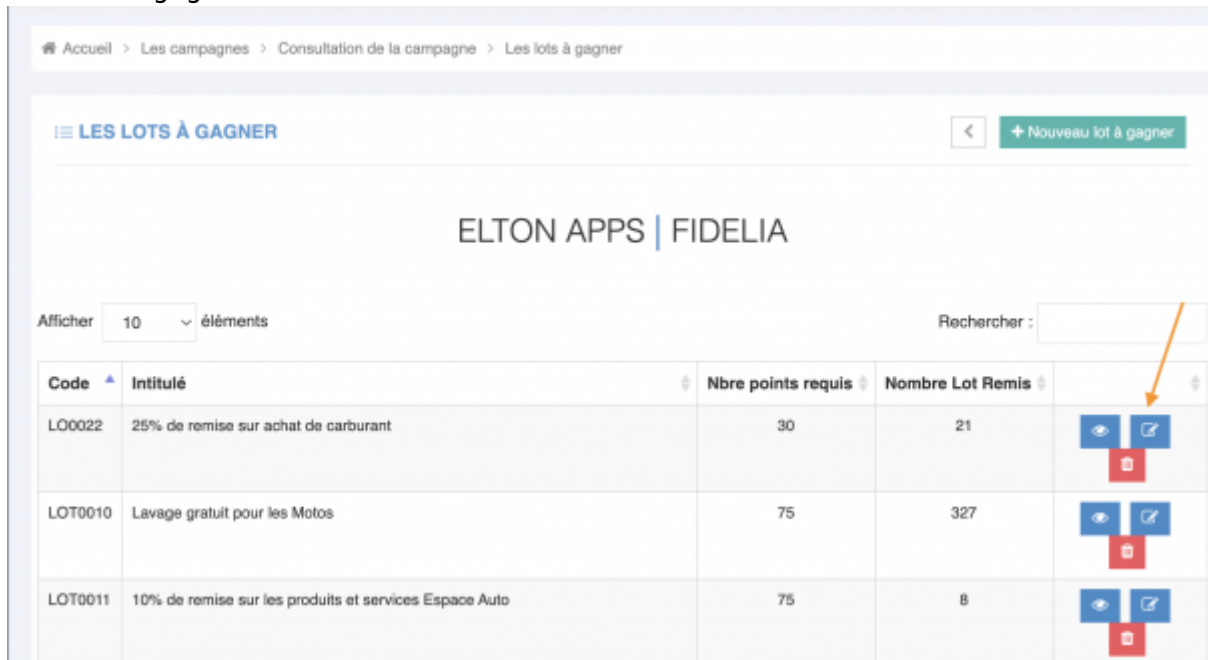 Accueil > Les campagnes > Consultation de la campagne > Les lots à gagner
LES LOTS À GAGNER
< + Nouveau lot à gagner
ELTON APPS | FIDELIA
Afficher 10 éléments Rechercher :
Code Intitulé Nbre points requis Nombre Lot Remis
LO0022 25% de remise sur achat de carburant 30 21
LOT0010 Lavage gratuit pour les Motos 75 327
LOT0011 10% de remise sur les produits et services Espace Auto 75 8